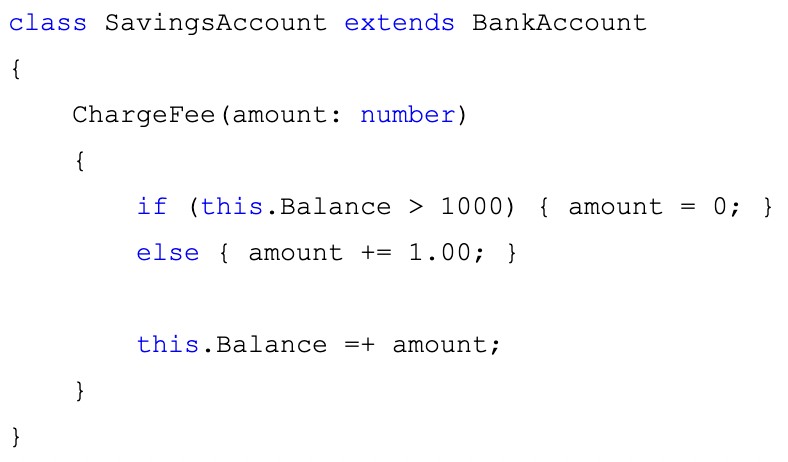 class SavingsAccount extends BankAccount
{
    ChargeFee(amount: number)
    {
        if (this.Balance > 1000) { amount = 0; }
        else { amount += 1.00; }

        this.Balance =+ amount;
    }
}